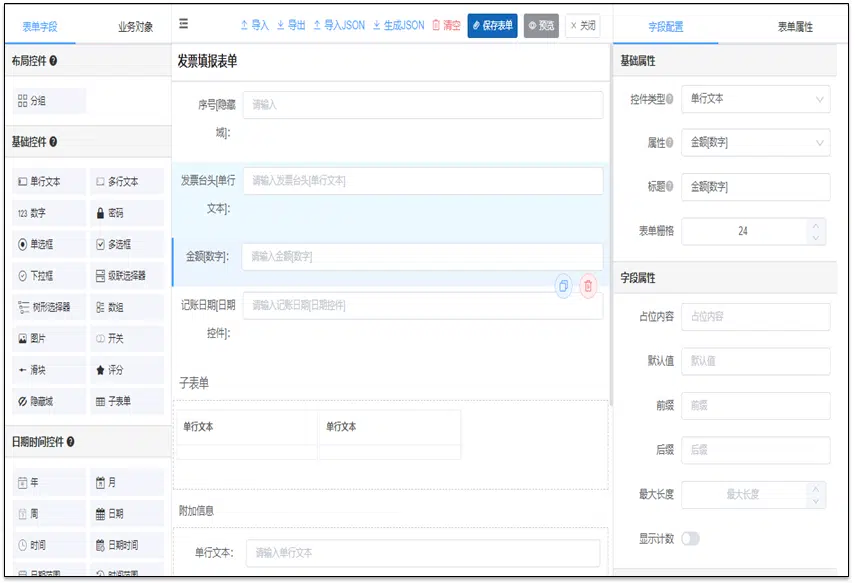 表单字段
业务对象
导入
导出
导入JSON
生成JSON
清空
保存表单
预览
× 关闭
字段配置
表单属性
布局控件
分组
基础控件
单行文本
多行文本
123 数字
密码
单选框
多选框
下拉框
级联选择器
树形选择器
数组
图片
开关
滑块
评分
隐藏域
子表单
日期时间控件
年
月
周
日期
时间
日期时间
日期范围
时间范围
发票填报表单
序号[隐藏
域]:
请输入
发票台头[单行
文本]:
请输入发票台头[单行文本]
金额[数字]:
请输入金额[数字]
记账日期[日期
控件]:
请输入记账日期[日期控件]
子表单
单行文本
单行文本
附加信息
单行文本:
请输入单行文本
基础属性
控件类型
单行文本
属性
金额[数字]
标题
金额[数字]
表单栅格
24
字段属性
占位内容
占位内容
默认值
默认值
前缀
前缀
后缀
后缀
最大长度
最大长度
显示计数